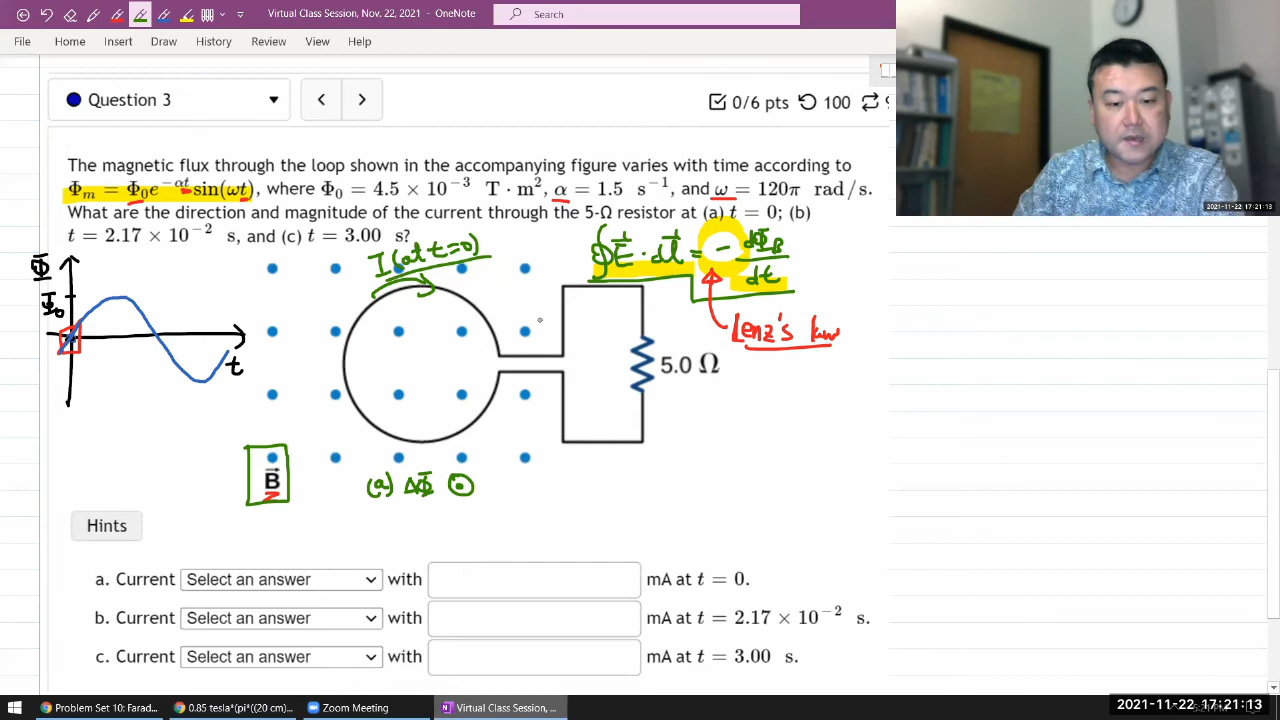 Virtual Class Session, Nov. 22, 2021 - OneNote
Search
File Home Insert Draw History Review View Help
Question 3
0/6 pts 100
The magnetic flux through the loop shown in the accompanying figure varies with time according to
Φm = Φ0e^−αt sin(ωt), where Φ0 = 4.5 × 10^−3 T · m², α = 1.5 s^−1, and ω = 120π rad/s.
What are the direction and magnitude of the current through the 5-Ω resistor at (a) t = 0; (b)
t = 2.17 × 10^−2 s, and (c) t = 3.00 s?
I (at t=0)
∮E⃗ · dl⃗ = − dΦB/dt
Φ
Φ0
t
Lenz's law
5.0 Ω
B⃗
(a) ΔΦ ⊙
Hints
a. Current Select an answer with mA at t = 0.
b. Current Select an answer with mA at t = 2.17 × 10^−2 s.
c. Current Select an answer with mA at t = 3.00 s.
Problem Set 10: Farad... 0.85 tesla*pi*((20 cm)... Zoom Meeting Virtual Class Session, ...
2021-11-22 17:21:13
2021-11-22 17:21:13